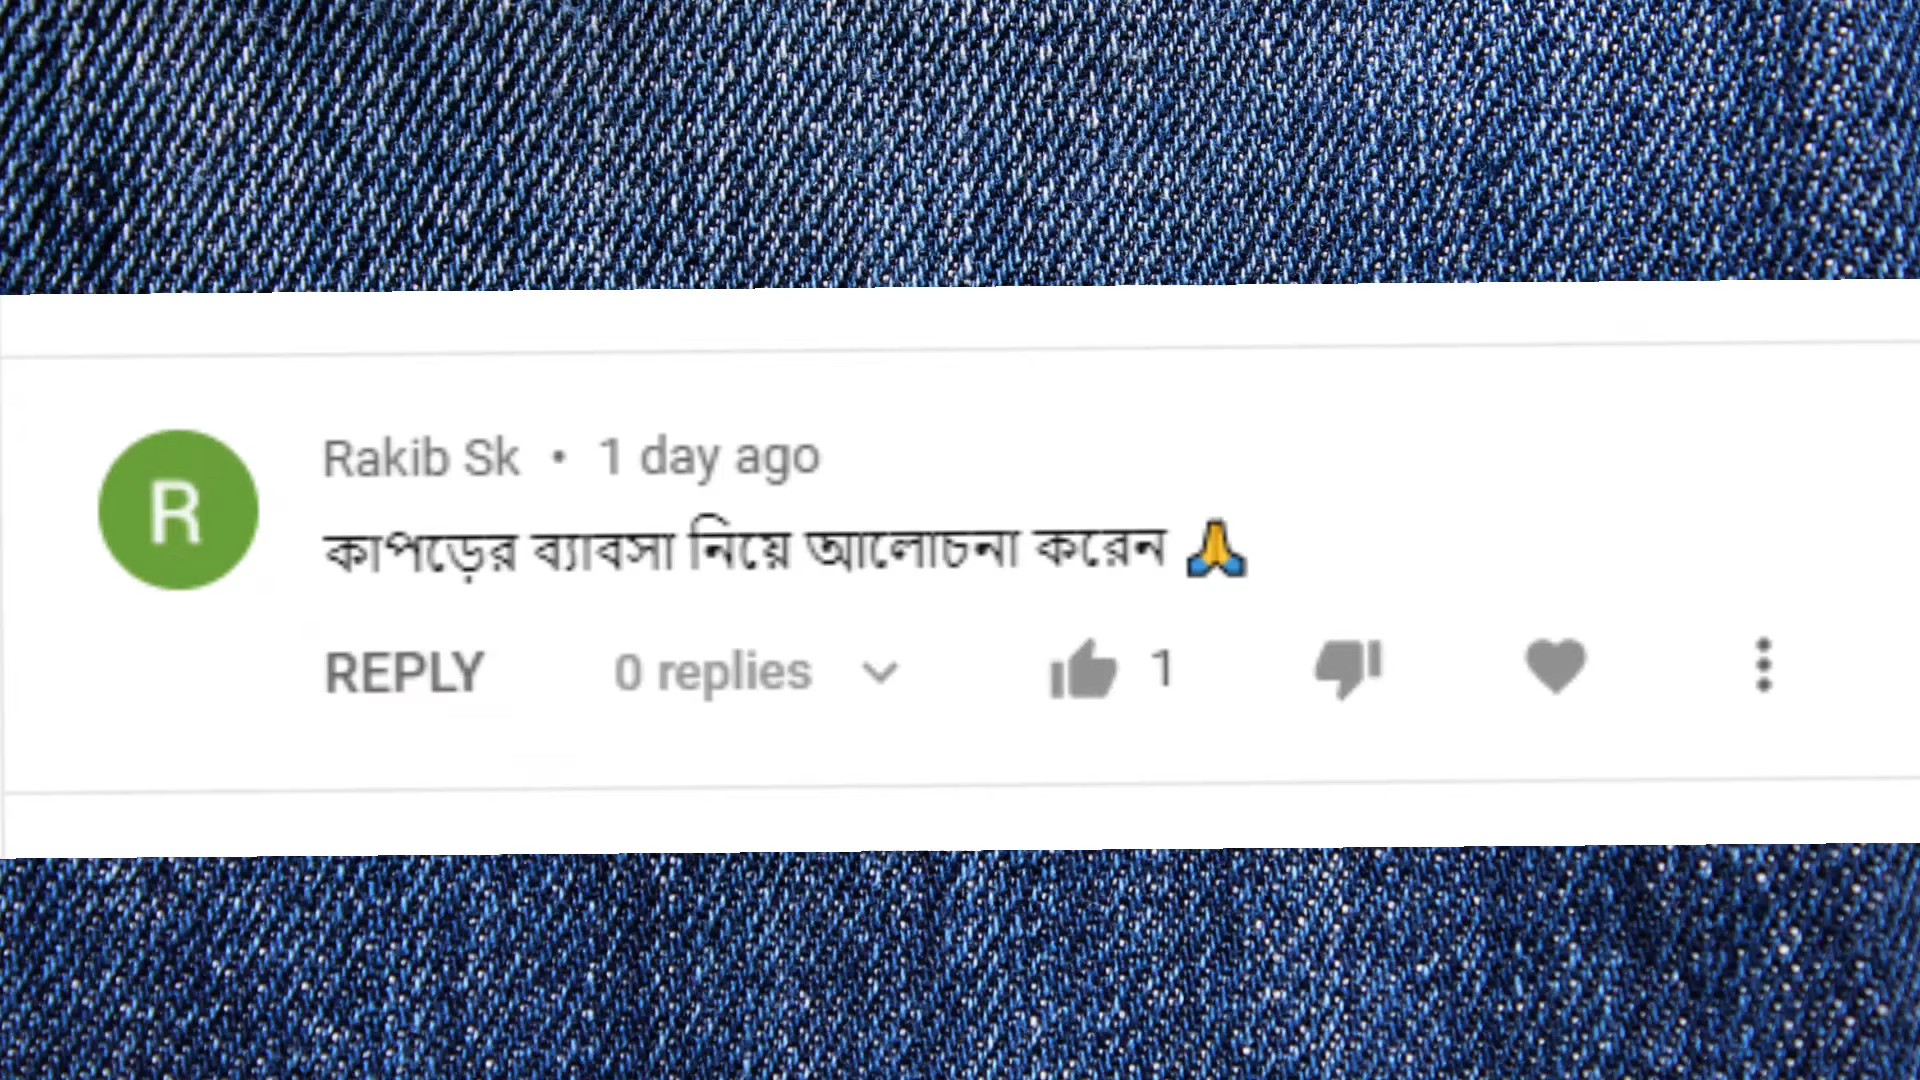 R
Rakib Sk • 1 day ago
কাপড়ের ব্যাবসা নিয়ে আলোচনা করেন 🙏
REPLY 0 replies 1